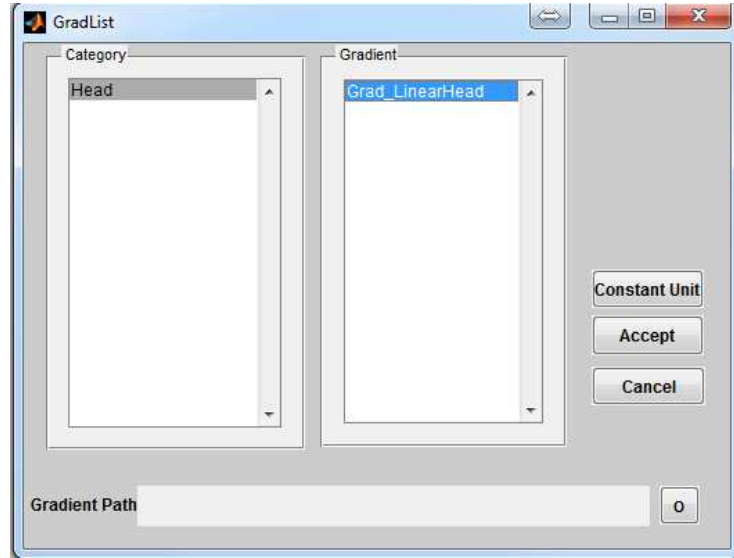 GradList
Category
Gradient
Head
Grad_LinearHead
Constant Unit
Accept
Cancel
Gradient Path
O